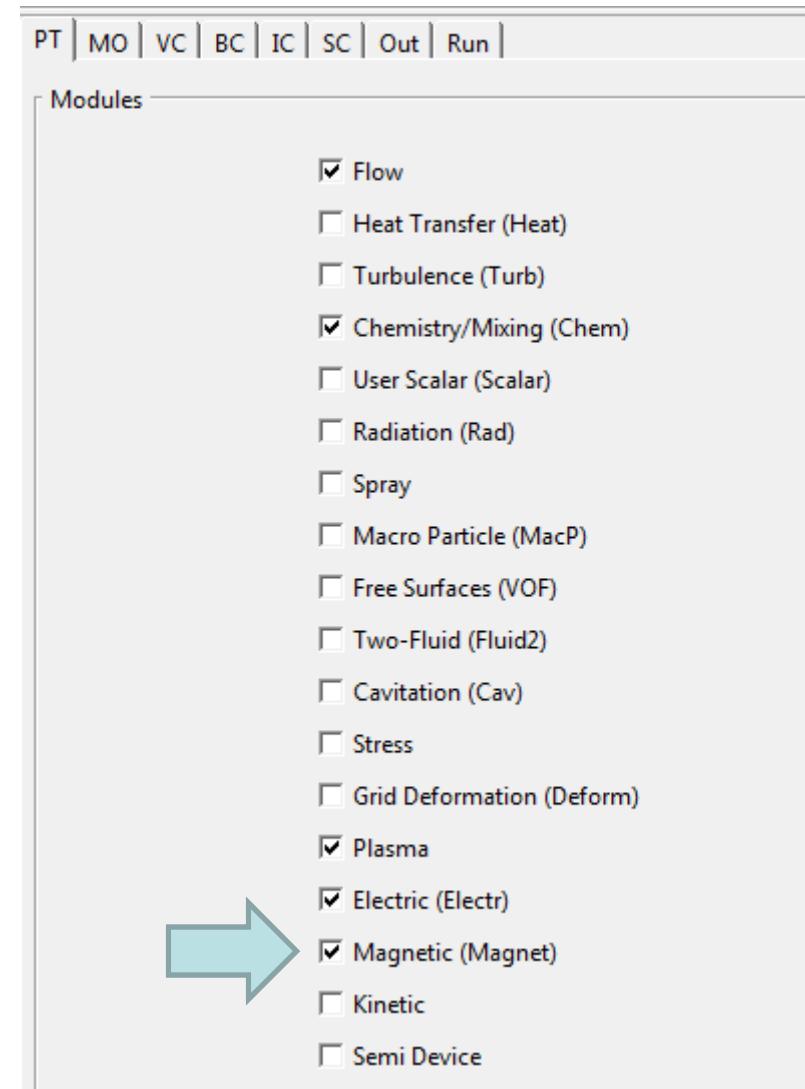 PT MO VC BC IC SC Out Run
Modules
Flow
Heat Transfer (Heat)
Turbulence (Turb)
Chemistry/Mixing (Chem)
User Scalar (Scalar)
Radiation (Rad)
Spray
Macro Particle (MacP)
Free Surfaces (VOF)
Two-Fluid (Fluid2)
Cavitation (Cav)
Stress
Grid Deformation (Deform)
Plasma
Electric (Electr)
Magnetic (Magnet)
Kinetic
Semi Device